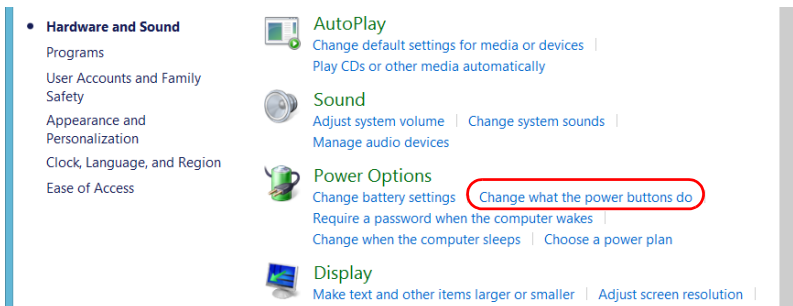 Hardware and Sound
Programs
User Accounts and Family
Safety
Appearance and
Personalization
Clock, Language, and Region
Ease of Access
AutoPlay
Change default settings for media or devices
Play CDs or other media automatically
Sound
Adjust system volume | Change system sounds |
Manage audio devices
Power Options
Change battery settings | Change what the power buttons do
Require a password when the computer wakes |
Change when the computer sleeps | Choose a power plan
Display
Make text and other items larger or smaller | Adjust screen resolution |